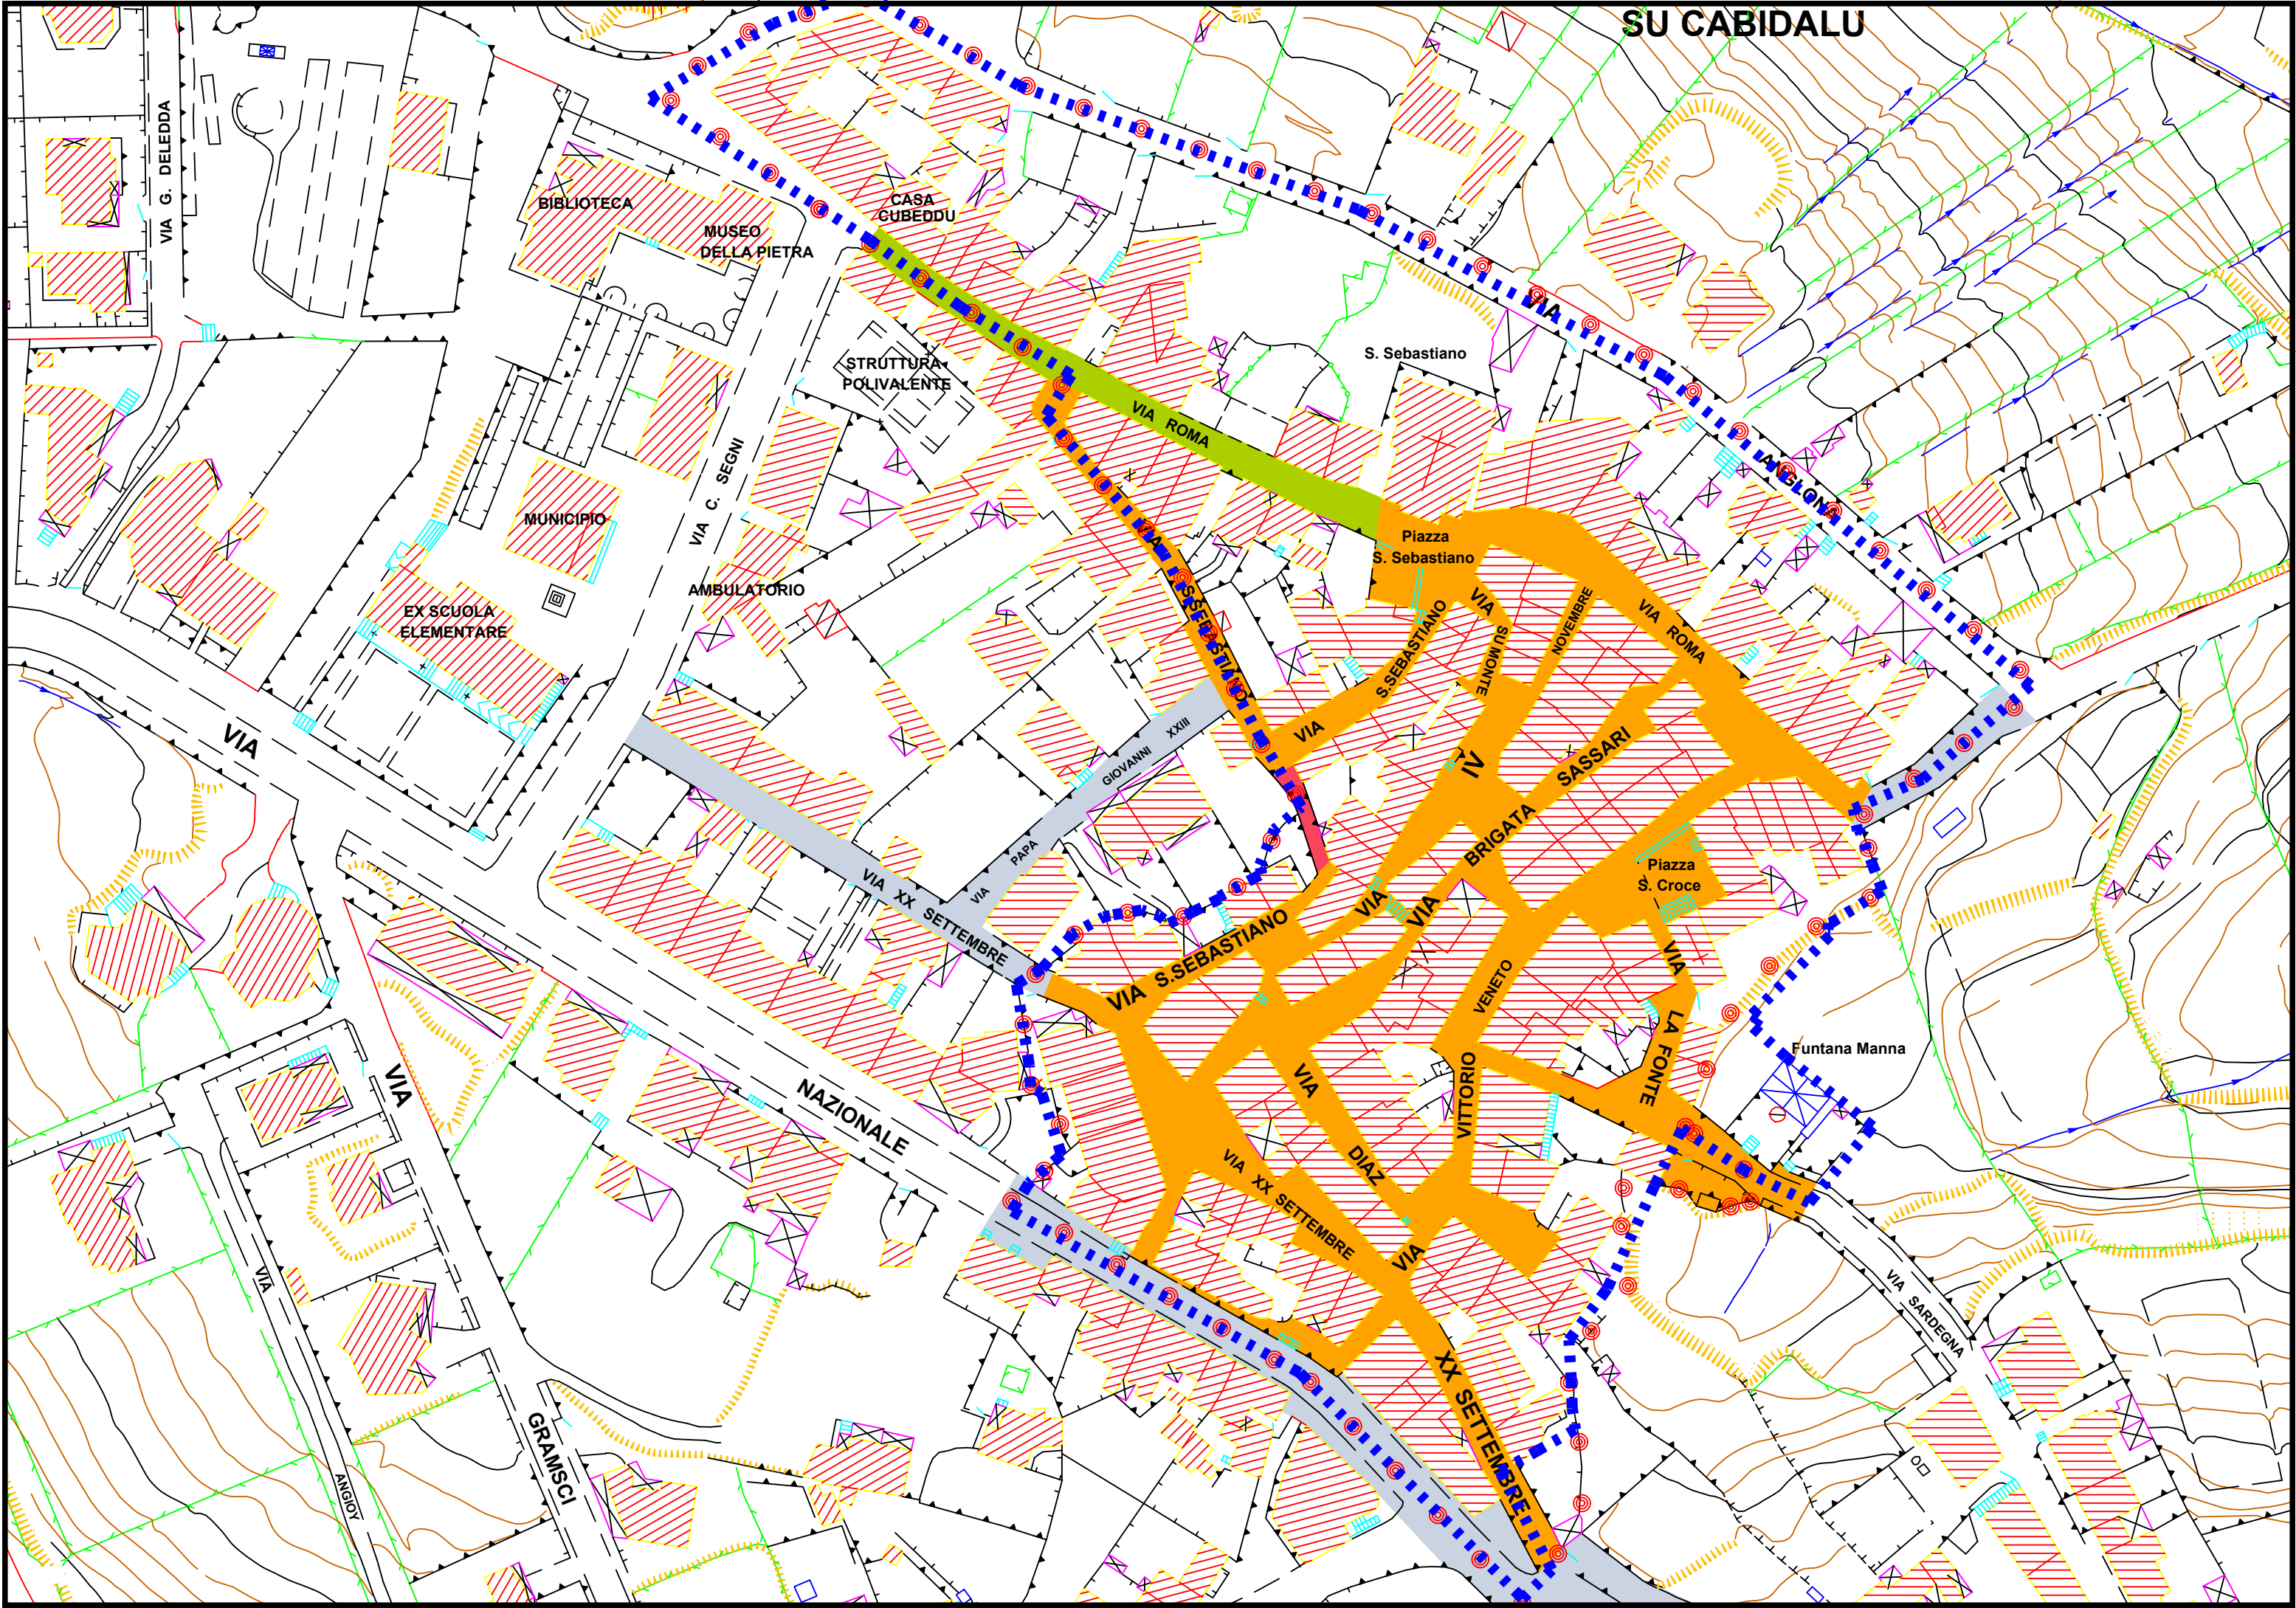 SU CABIDALU
VIA G. DELEDDA
BIBLIOTECA
CASA
CUBEDDU
MUSEO
DELLA PIETRA
VIA
ANGLONA
STRUTTURA
POLIVALENTE
S. Sebastiano
VIA ROMA
VIA C. SEGNI
MUNICIPIO
Piazza
S. Sebastiano
AMBULATORIO
EX SCUOLA
ELEMENTARE
VIA
S.SEBASTIANO
VIA
S.SEBASTIANO
VIA
SU MONTE
IV
NOVEMBRE
VIA ROMA
VIA
VIA
GIOVANNI XXIII
PAPA
VIA
VIA
BRIGATA
SASSARI
Piazza
S. Croce
VIA XX SETTEMBRE
VIA S.SEBASTIANO
VIA
VENETO
VITTORIO
VIA
LA FONTE
Funtana Manna
NAZIONALE
VIA
DIAZ
VIA XX SETTEMBRE
VIA
GRAMSCI
VIA
ANGIOY
XX SETTEMBRE
VIA SARDEGNA